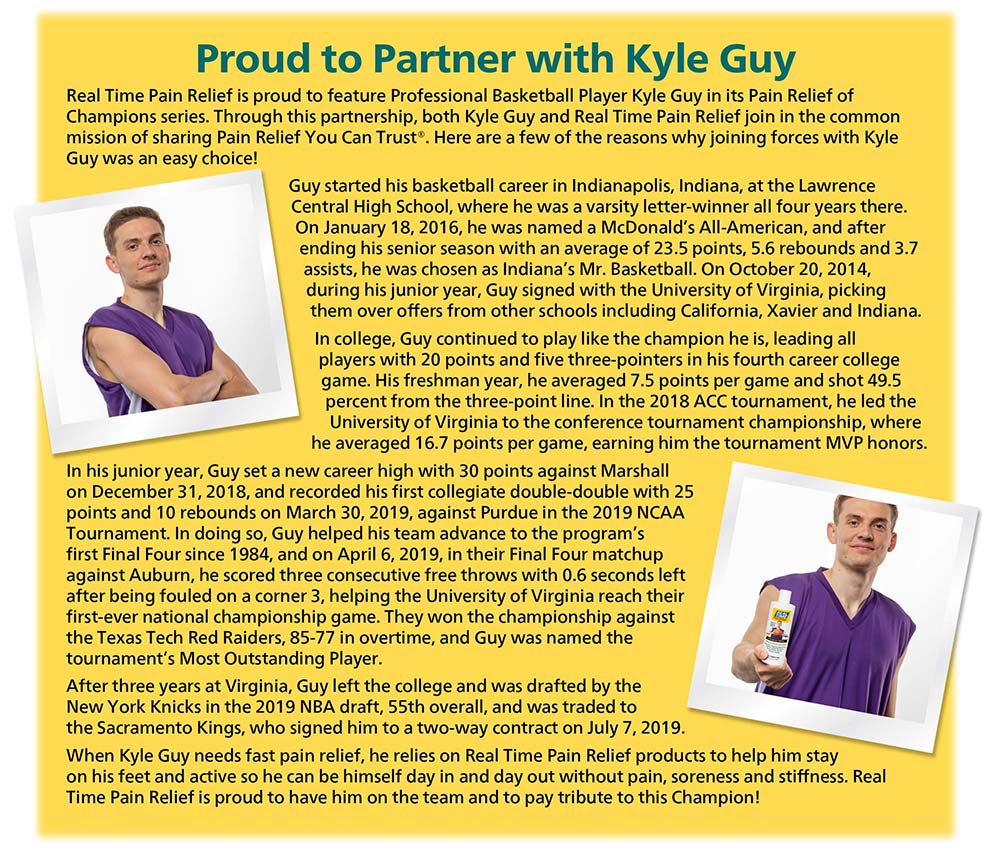 Proud to Partner with Kyle Guy
Real Time Pain Relief is proud to feature Professional Basketball Player Kyle Guy in its Pain Relief of
Champions series. Through this partnership, both Kyle Guy and Real Time Pain Relief join in the common
mission of sharing Pain Relief You Can Trust®. Here are a few of the reasons why joining forces with Kyle
Guy was an easy choice!
Guy started his basketball career in Indianapolis, Indiana, at the Lawrence
Central High School, where he was a varsity letter-winner all four years there.
On January 18, 2016, he was named a McDonald's All-American, and after
ending his senior season with an average of 23.5 points, 5.6 rebounds and 3.7
assists, he was chosen as Indiana's Mr. Basketball. On October 20, 2014,
during his junior year, Guy signed with the University of Virginia, picking
them over offers from other schools including California, Xavier and Indiana.
In college, Guy continued to play like the champion he is, leading all
players with 20 points and five three-pointers in his fourth career college
game. His freshman year, he averaged 7.5 points per game and shot 49.5
percent from the three-point line. In the 2018 ACC tournament, he led the
University of Virginia to the conference tournament championship, where
he averaged 16.7 points per game, earning him the tournament MVP honors.
In his junior year, Guy set a new career high with 30 points against Marshall
on December 31, 2018, and recorded his first collegiate double-double with 25
points and 10 rebounds on March 30, 2019, against Purdue in the 2019 NCAA
Tournament. In doing so, Guy helped his team advance to the program's
first Final Four since 1984, and on April 6, 2019, in their Final Four matchup
against Auburn, he scored three consecutive free throws with 0.6 seconds left
after being fouled on a corner 3, helping the University of Virginia reach their
first-ever national championship game. They won the championship against
the Texas Tech Red Raiders, 85-77 in overtime, and Guy was named the
tournament's Most Outstanding Player.
After three years at Virginia, Guy left the college and was drafted by the
New York Knicks in the 2019 NBA draft, 55th overall, and was traded to
the Sacramento Kings, who signed him to a two-way contract on July 7, 2019.
When Kyle Guy needs fast pain relief, he relies on Real Time Pain Relief products to help him stay
on his feet and active so he can be himself day in and day out without pain, soreness and stiffness. Real
Time Pain Relief is proud to have him on the team and to pay tribute to this Champion!